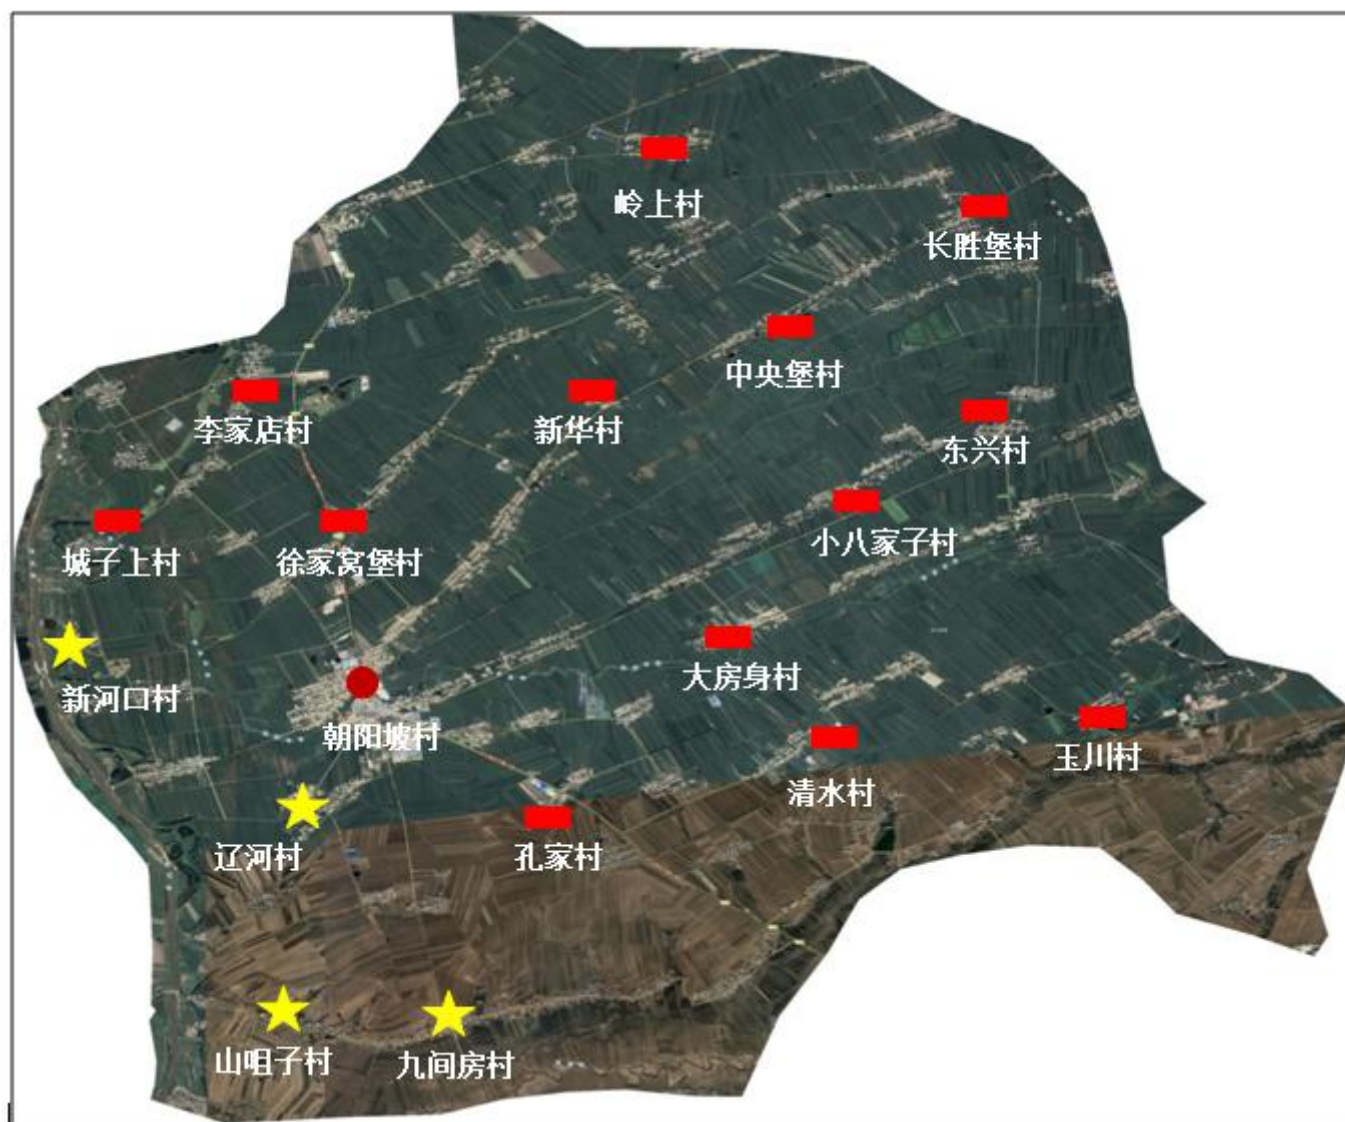 岭上村
长胜堡村
中央堡村
李家店村
新华村
东兴村
城子上村
徐家窝堡村
小八家子村
新河口村
大房身村
朝阳坡村
玉川村
清水村
辽河村
孔家村
山咀子村
九间房村